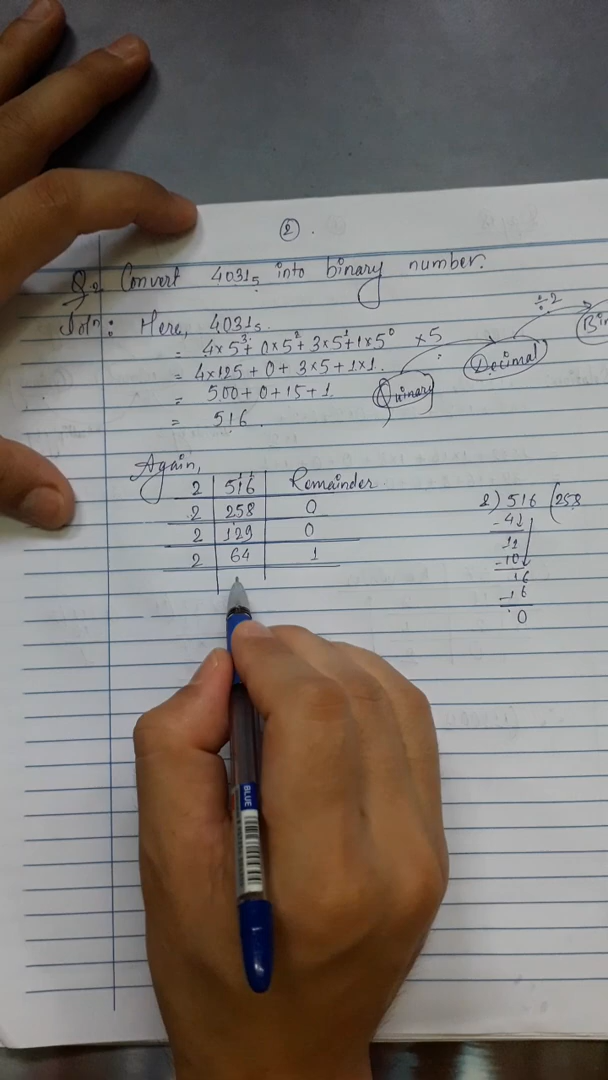 ②.
Q.2 Convert 4031₅ into binary number.
Soln: Here, 4031₅
= 4×5³+ 0×5²+ 3×5¹+1×5⁰
= 4×125+0+ 3×5+1×1.
= 500+0+15+1
= 516.
×5 ÷2
Quinary Decimal
Again,
2 516 Remainder
2 258 0
2 129 0
2 64 1
2) 516 (258
-4
11
-10
16
-16
0
BLUE